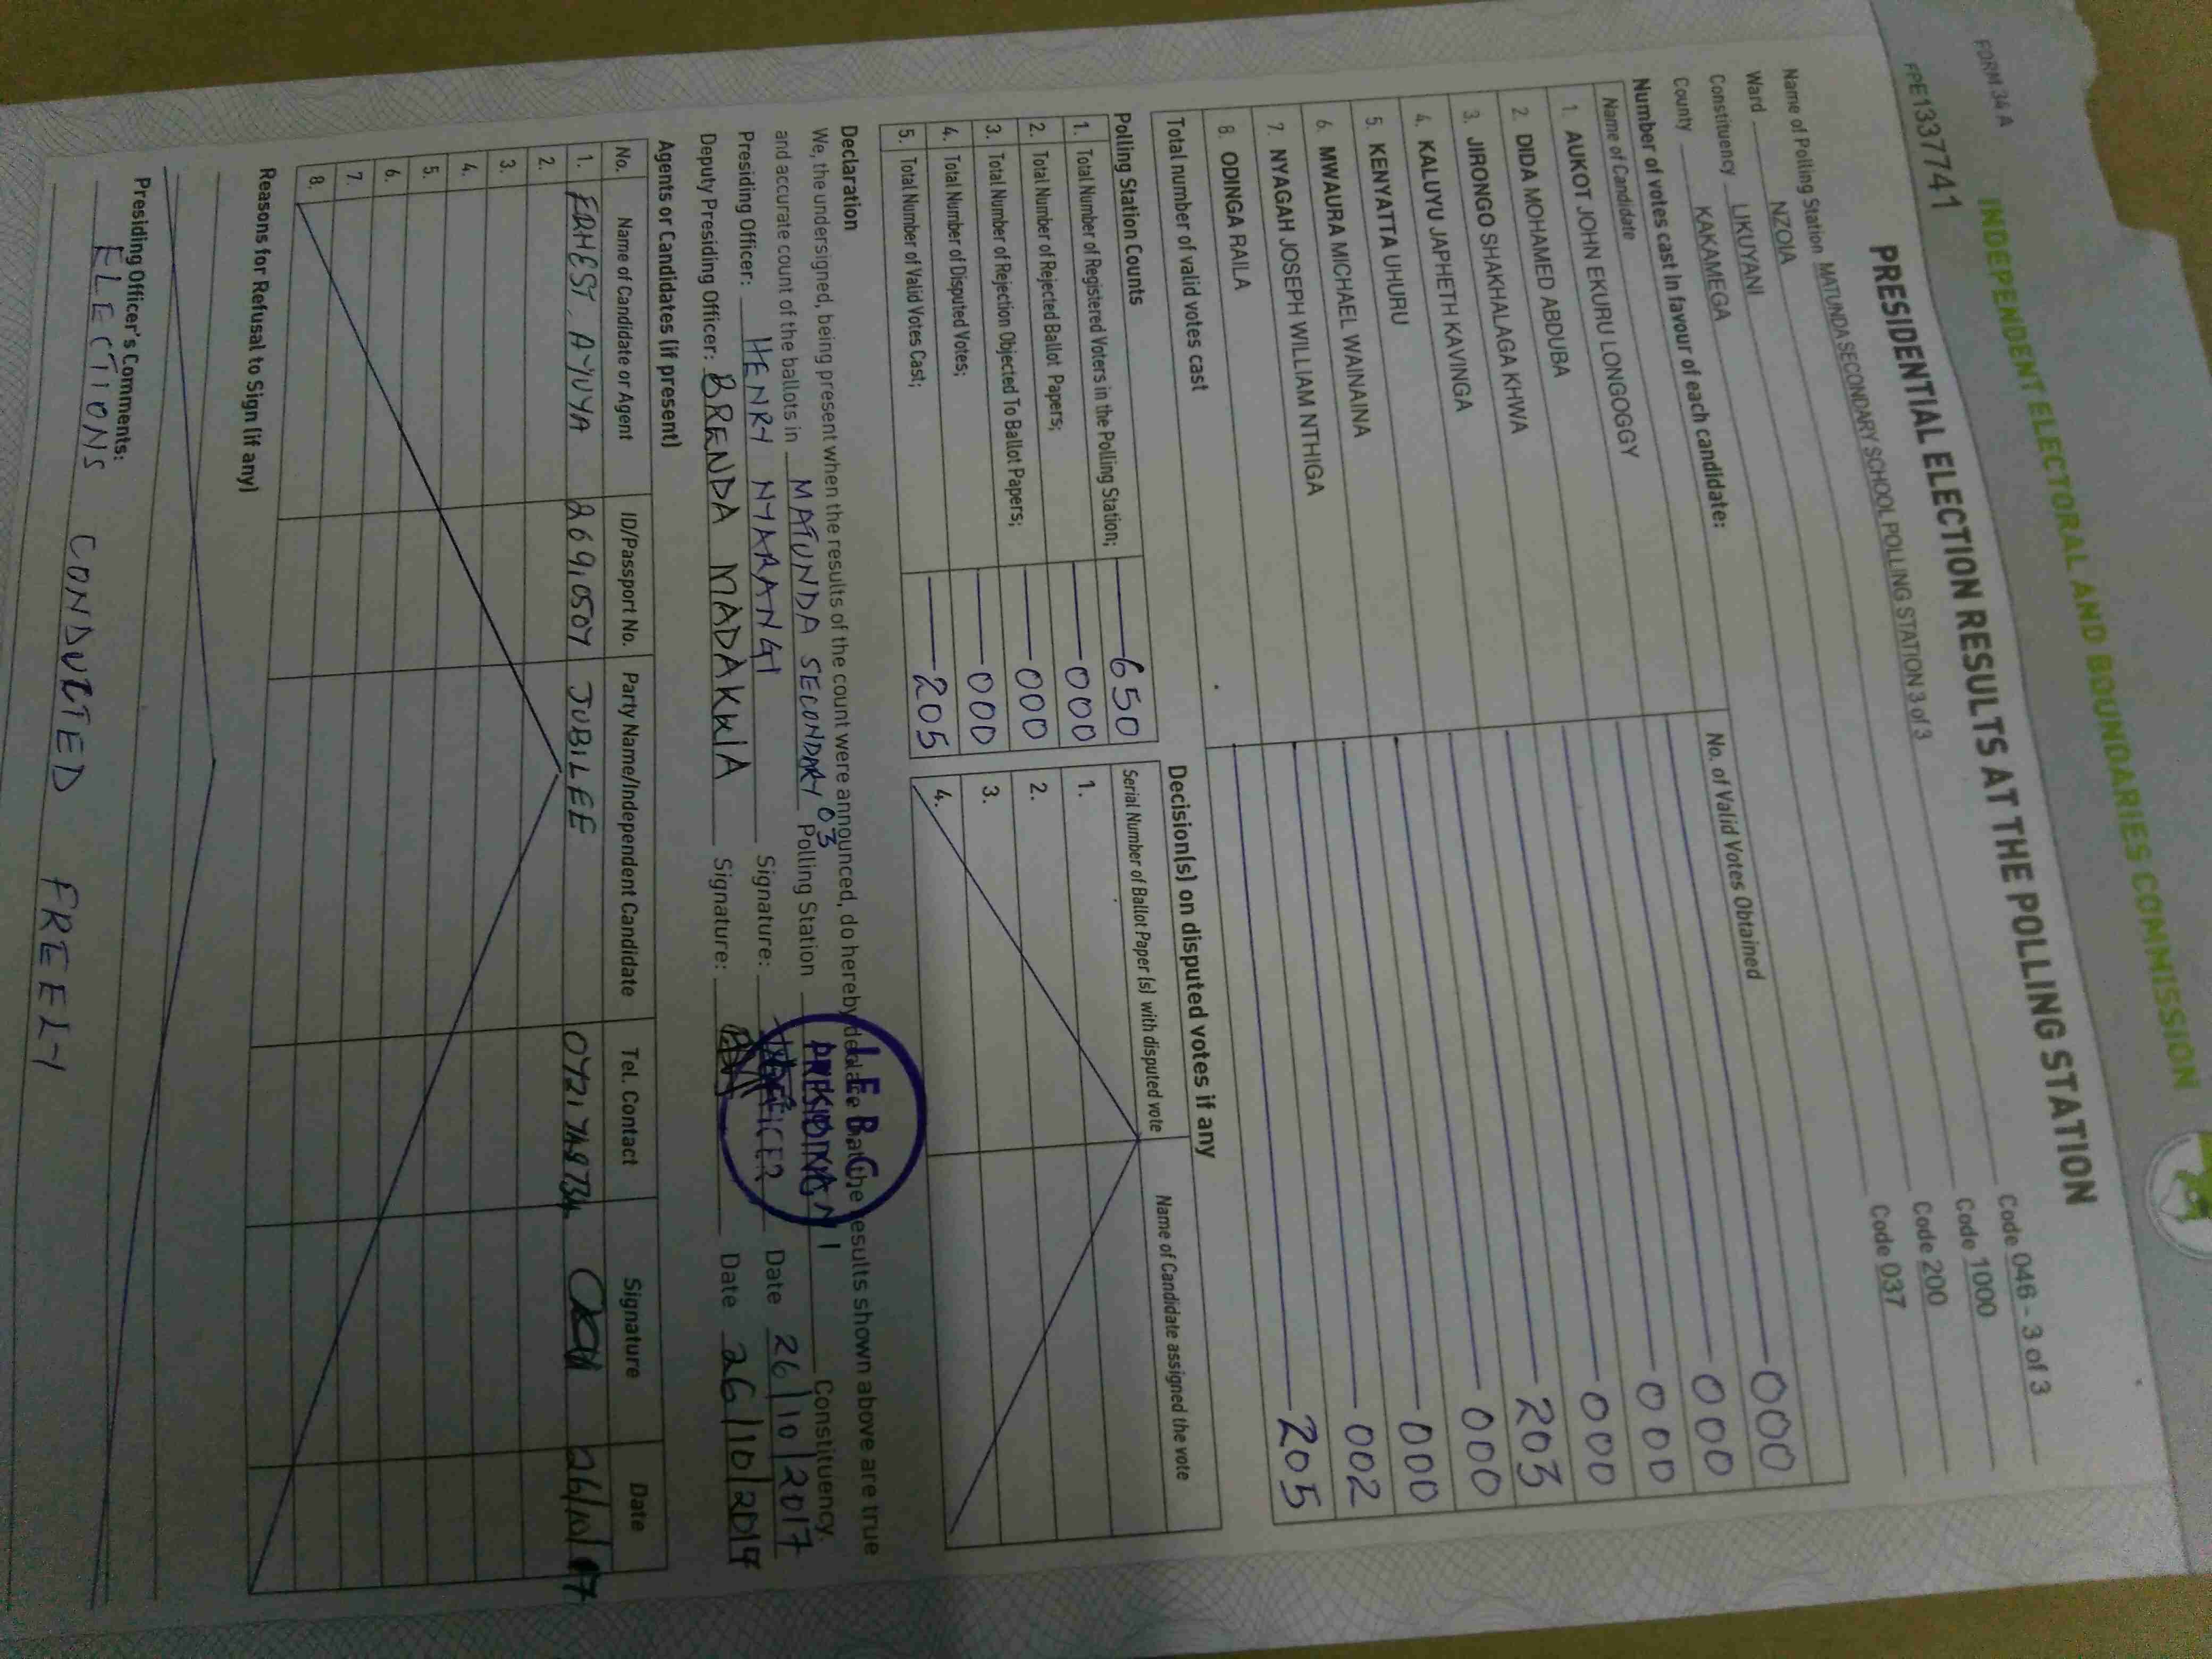 FORM 34 A
INDEPENDENT ELECTORAL AND BOUNDARIES COMMISSION
FPE1337741
PRESIDENTIAL ELECTION RESULTS AT THE POLLING STATION
Name of Polling Station MATUNDA SECONDARY SCHOOL POLLING STATION 3 of 3 Code 046 - 3 of 3
Ward NZOIA Code 1000
Constituency LIKUYANI Code 200
County KAKAMEGA Code 037
Number of votes cast in favour of each candidate:
Name of Candidate No. of Valid Votes Obtained
1. AUKOT JOHN EKURU LONGOGGY 000
2. DIDA MOHAMED ABDUBA 000
3. JIRONGO SHAKHALAGA KHWA 000
4. KALUYU JAPHETH KAVINGA 000
5. KENYATTA UHURU 203
6. MWAURA MICHAEL WAINAINA 000
7. NYAGAH JOSEPH WILLIAM NTHIGA 000
8. ODINGA RAILA 002
Total number of valid votes cast 205
Polling Station Counts
1. Total Number of Registered Voters in the Polling Station; 650
2. Total Number of Rejected Ballot Papers; 000
3. Total Number of Rejection Objected To Ballot Papers; 000
4. Total Number of Disputed Votes; 000
5. Total Number of Valid Votes Cast; 205
Decision(s) on disputed votes if any
Serial Number of Ballot Paper (s) with disputed vote Name of Candidate assigned the vote
1.
2.
3.
4.
Declaration
We, the undersigned, being present when the results of the count were announced, do hereby declare that the results shown above are true
and accurate count of the ballots in MATUNDA SECONDARY 03 Polling Station Constituency.
Presiding Officer: HENRY NYARANGI Signature: Date 26/10/2017
Deputy Presiding Officer: BRENDA MADAKWA Signature: Date 26/10/2017
I E B C
PRESIDING
OFFICER
Agents or Candidates (if present)
No. Name of Candidate or Agent ID/Passport No. Party Name/Independent Candidate Tel. Contact Signature Date
1. ERNEST AYUYA JUBILEE 26/10/17
2.
3.
4.
5.
6.
7.
8.
Reasons for Refusal to Sign (if any)
Presiding Officer's Comments:
ELECTIONS CONDUCTED FREELY